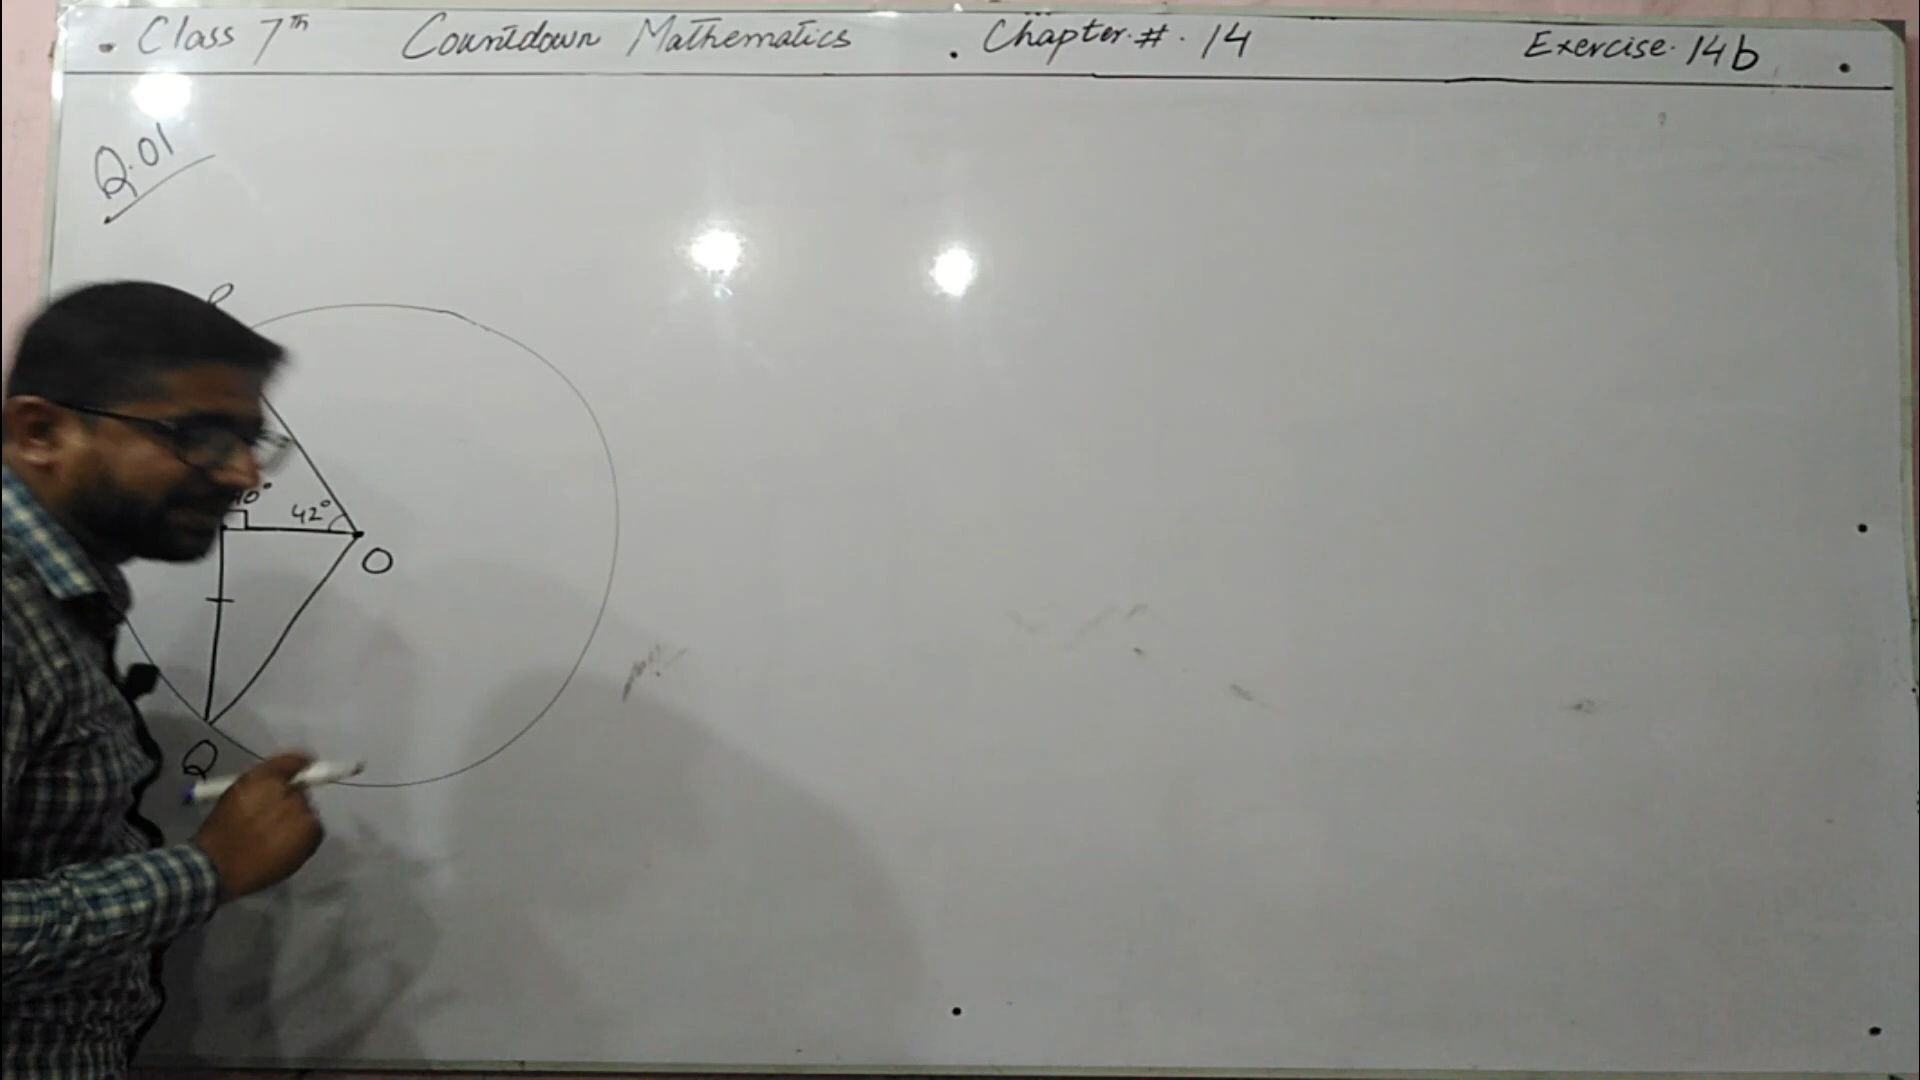 • Class 7th Countdown Mathematics . Chapter # . 14 Exercise 14b •
Q.01
42°
O
Q